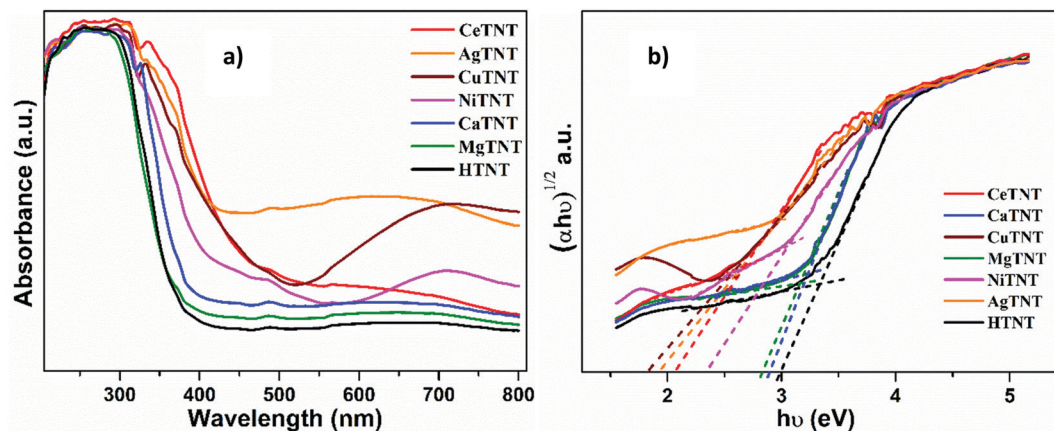 a)
CeTNT
AgTNT
CuTNT
NiTNT
CaTNT
MgTNT
HTNT
Absorbance (a.u.)
300 400 500 600 700 800
Wavelength (nm)
b)
(αhυ)^1/2 a.u.
CeTNT
CaTNT
CuTNT
MgTNT
NiTNT
AgTNT
HTNT
2 3 4 5
hυ (eV)